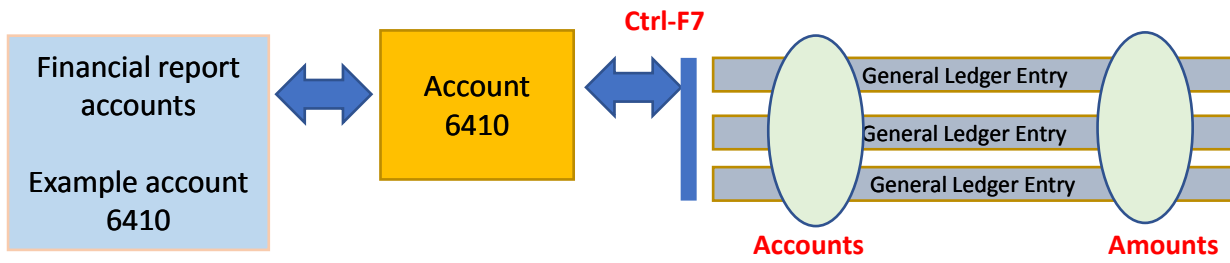 Financial report
accounts
Example account
6410
Account
6410
Ctrl-F7
General Ledger Entry
General Ledger Entry
General Ledger Entry
Accounts
Amounts